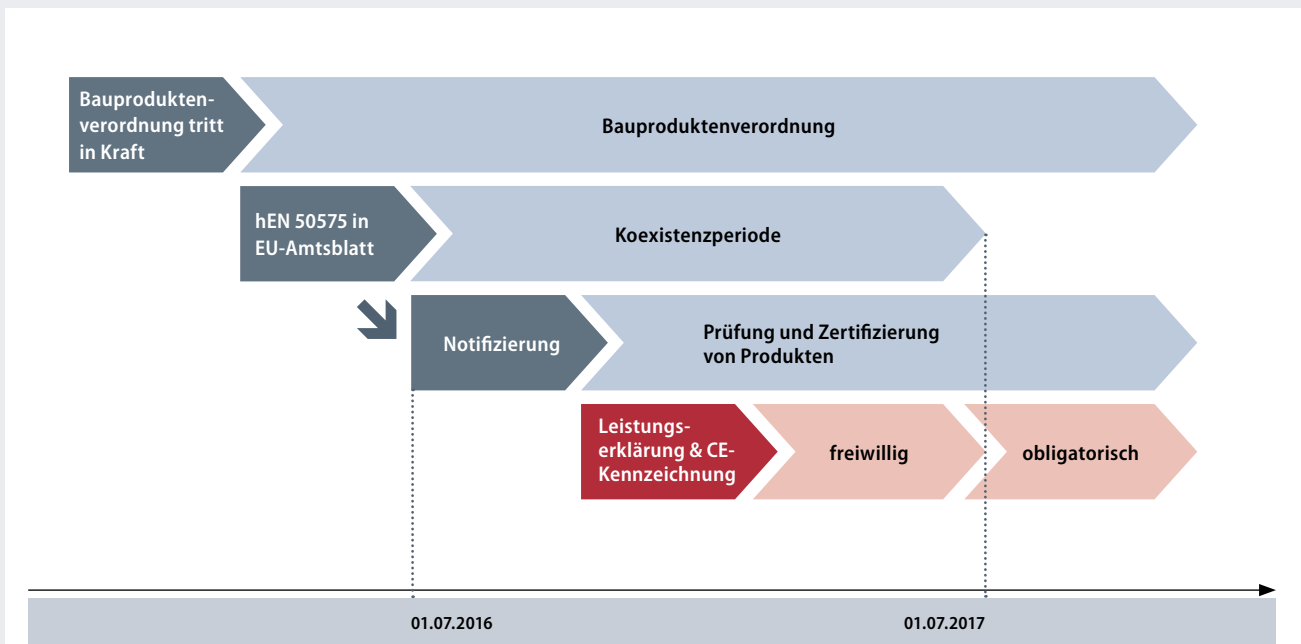 Bauprodukten-
verordnung tritt
in Kraft
Bauproduktenverordnung
hEN 50575 in
EU-Amtsblatt
Koexistenzperiode
Notifizierung
Prüfung und Zertifizierung
von Produkten
Leistungs-
erklärung & CE-
Kennzeichnung
freiwillig
obligatorisch
01.07.2016
01.07.2017